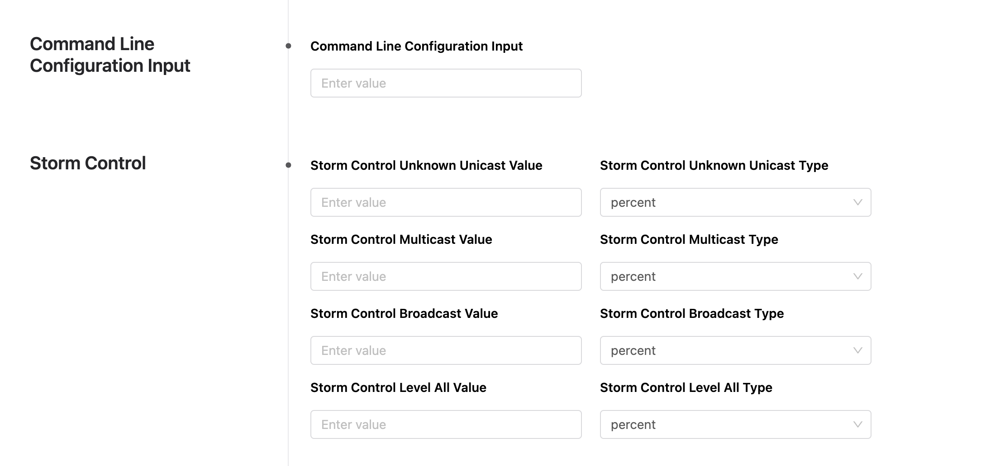 Command Line
Configuration Input
Command Line Configuration Input
Enter value
Storm Control
Storm Control Unknown Unicast Value
Storm Control Unknown Unicast Type
Enter value
percent
Storm Control Multicast Value
Storm Control Multicast Type
Enter value
percent
Storm Control Broadcast Value
Storm Control Broadcast Type
Enter value
percent
Storm Control Level All Value
Storm Control Level All Type
Enter value
percent